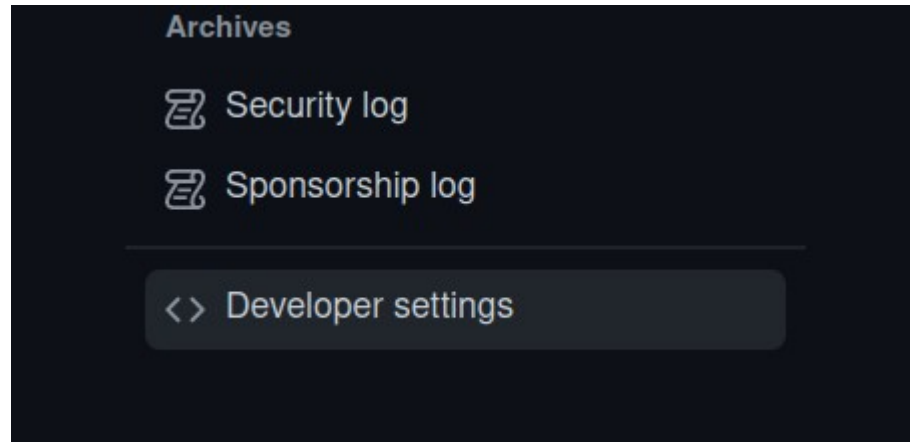 Archives
Security log
Sponsorship log
Developer settings